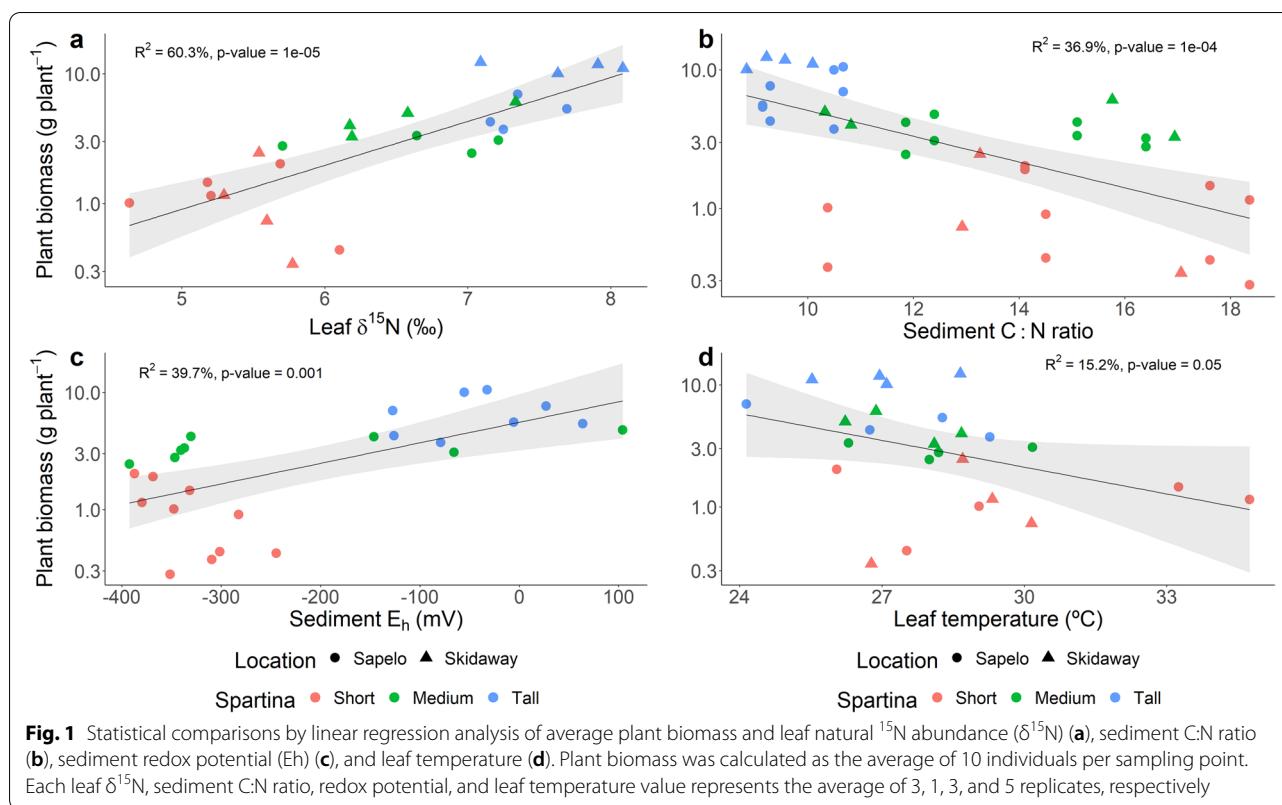 a
R² = 60.3%, p-value = 1e-05
10.0
3.0
1.0
0.3
Plant biomass (g plant⁻¹)
5 6 7 8
Leaf δ¹⁵N (‰)
b
R² = 36.9%, p-value = 1e-04
10.0
3.0
1.0
0.3
10 12 14 16 18
Sediment C : N ratio
c
R² = 39.7%, p-value = 0.001
10.0
3.0
1.0
0.3
Plant biomass (g plant⁻¹)
-400 -300 -200 -100 0 100
Sediment Eₕ (mV)
d
R² = 15.2%, p-value = 0.05
10.0
3.0
1.0
0.3
24 27 30 33
Leaf temperature (ºC)
Location Sapelo Skidaway
Spartina Short Medium Tall
Location Sapelo Skidaway
Spartina Short Medium Tall
Fig. 1 Statistical comparisons by linear regression analysis of average plant biomass and leaf natural ¹⁵N abundance (δ¹⁵N) (a), sediment C:N ratio
(b), sediment redox potential (Eh) (c), and leaf temperature (d). Plant biomass was calculated as the average of 10 individuals per sampling point.
Each leaf δ¹⁵N, sediment C:N ratio, redox potential, and leaf temperature value represents the average of 3, 1, 3, and 5 replicates, respectively